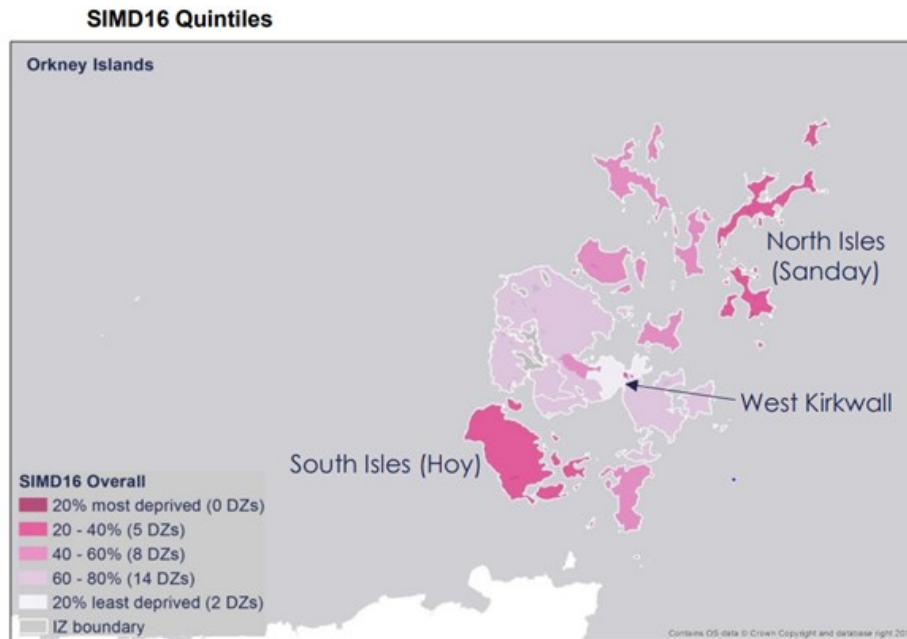 SIMD16 Quintiles
Orkney Islands
North Isles
(Sanday)
West Kirkwall
South Isles (Hoy)
SIMD16 Overall
20% most deprived (0 DZs)
20 - 40% (5 DZs)
40 - 60% (8 DZs)
60 - 80% (14 DZs)
20% least deprived (2 DZs)
IZ boundary
Contains OS data © Crown Copyright and database right